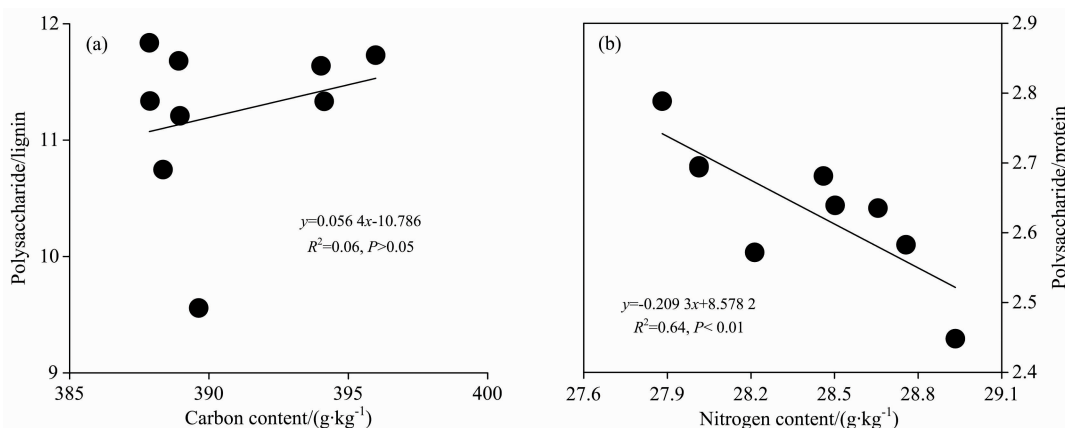 (a)
12
11
10
9
Polysaccharide/lignin
y=0.056 4x-10.786
R²=0.06, P>0.05
385
390
395
400
Carbon content/(g·kg⁻¹)
(b)
2.9
2.8
2.7
2.6
2.5
2.4
Polysaccharide/protein
y=-0.209 3x+8.578 2
R²=0.64, P< 0.01
27.6
27.9
28.2
28.5
28.8
29.1
Nitrogen content/(g·kg⁻¹)